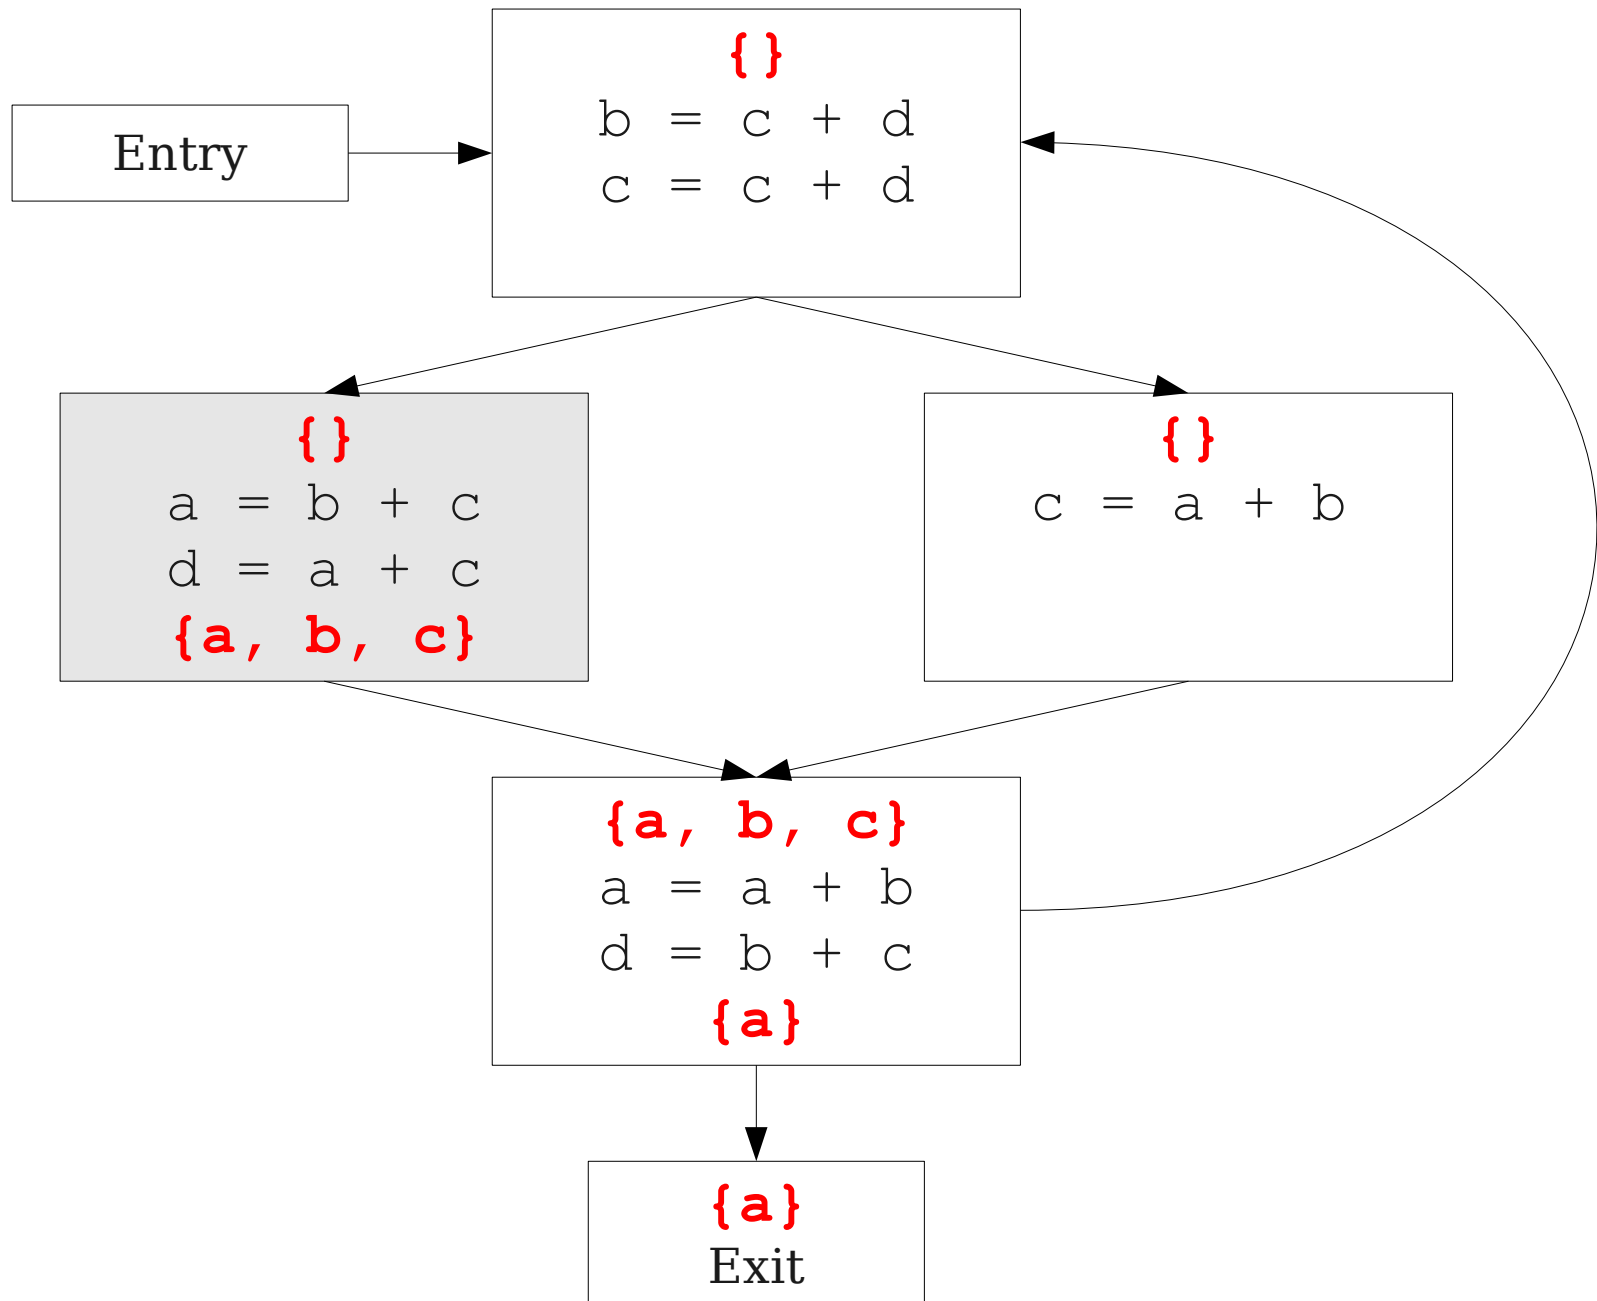 {}
b = c + d
c = c + d
Entry
{}
a = b + c
d = a + c
{a, b, c}
{}
c = a + b
{a, b, c}
a = a + b
d = b + c
{a}
{a}
Exit